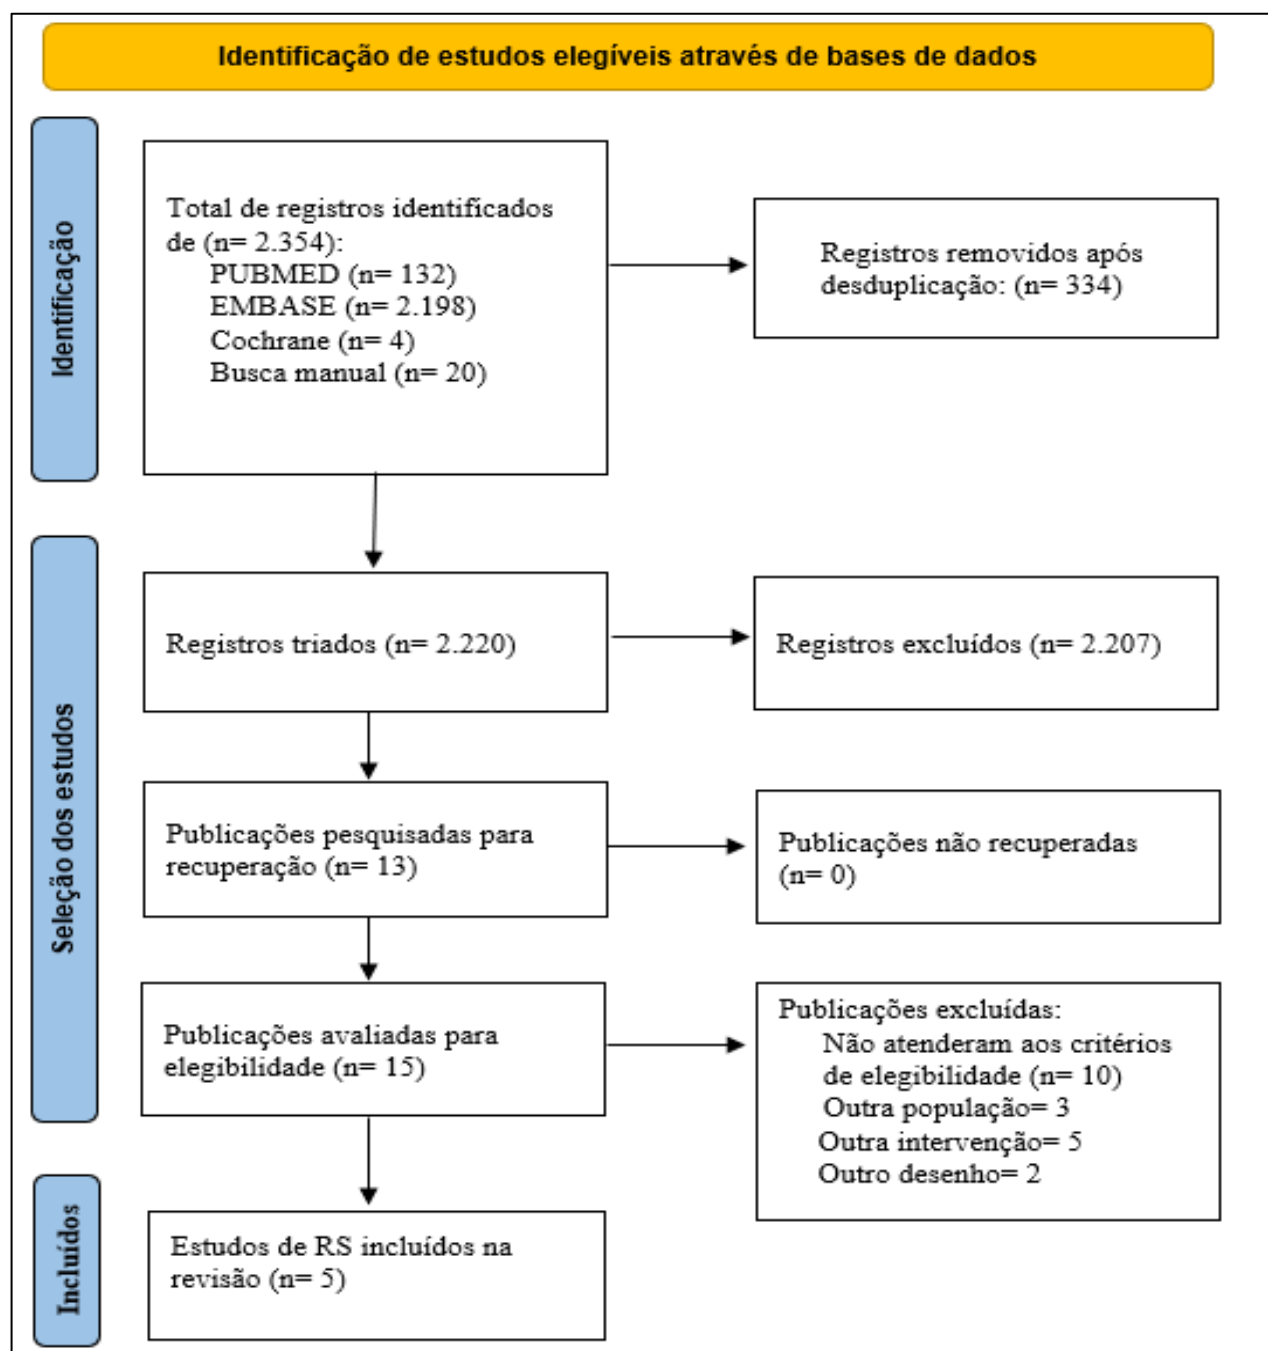 Identificação de estudos elegíveis através de bases de dados
Identificação
Total de registros identificados
de (n= 2.354):
PUBMED (n= 132)
EMBASE (n= 2.198)
Cochrane (n= 4)
Busca manual (n= 20)
Registros removidos após
desduplicação: (n= 334)
Seleção dos estudos
Registros triados (n= 2.220)
Registros excluídos (n= 2.207)
Publicações pesquisadas para
recuperação (n= 13)
Publicações não recuperadas
(n= 0)
Publicações avaliadas para
elegibilidade (n= 15)
Publicações excluídas:
Não atenderam aos critérios
de elegibilidade (n= 10)
Outra população= 3
Outra intervenção= 5
Outro desenho= 2
Incluídos
Estudos de RS incluídos na
revisão (n= 5)